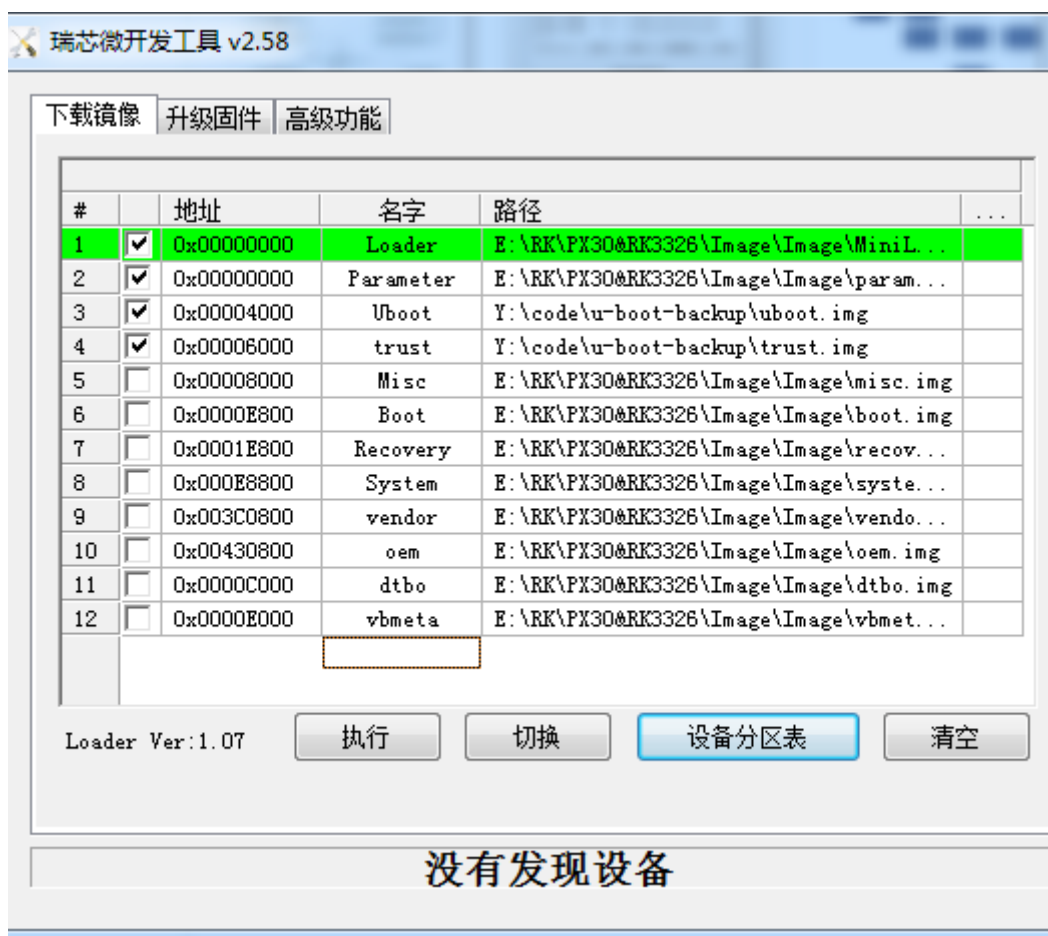 瑞芯微开发工具 v2.58
下载镜像 升级固件 高级功能
# 地址 名字 路径 ...
1 0x00000000 Loader E:\RK\PX30&RK3326\Image\Image\MiniL...
2 0x00000000 Parameter E:\RK\PX30&RK3326\Image\Image\param...
3 0x00004000 Uboot Y:\code\u-boot-backup\uboot.img
4 0x00006000 trust Y:\code\u-boot-backup\trust.img
5 0x00008000 Misc E:\RK\PX30&RK3326\Image\Image\misc.img
6 0x0000E800 Boot E:\RK\PX30&RK3326\Image\Image\boot.img
7 0x0001E800 Recovery E:\RK\PX30&RK3326\Image\Image\recov...
8 0x000E8800 System E:\RK\PX30&RK3326\Image\Image\syste...
9 0x003C0800 vendor E:\RK\PX30&RK3326\Image\Image\vendo...
10 0x00430800 oem E:\RK\PX30&RK3326\Image\Image\oem.img
11 0x0000C000 dtbo E:\RK\PX30&RK3326\Image\Image\dtbo.img
12 0x0000E000 vbmeta E:\RK\PX30&RK3326\Image\Image\vbmet...
Loader Ver:1.07 执行 切换 设备分区表 清空
没有发现设备